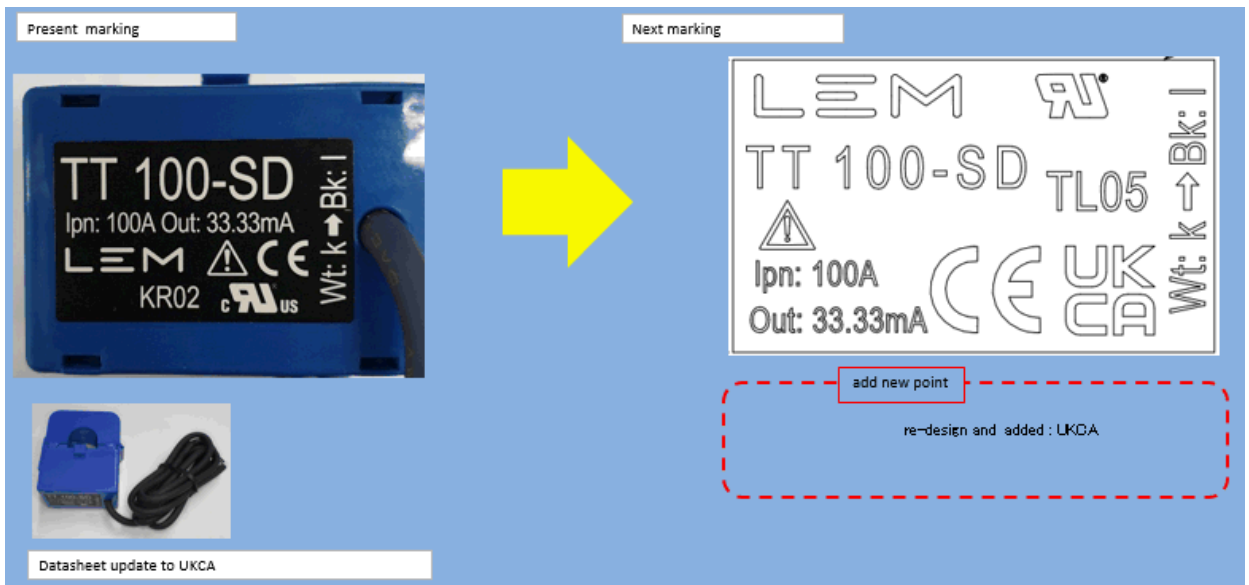 Present marking
Next marking
TT 100-SD
Ipn: 100A Out: 33.33mA
LEM CE
KR02 c RU US
Wt: k → Bk: I
LEM RU ®
TT 100-SD TL05
Ipn: 100A
Out: 33.33mA
CE UK
CA
Wt: k → Bk: I
add new point
re-design and added : UKCA
Datasheet update to UKCA